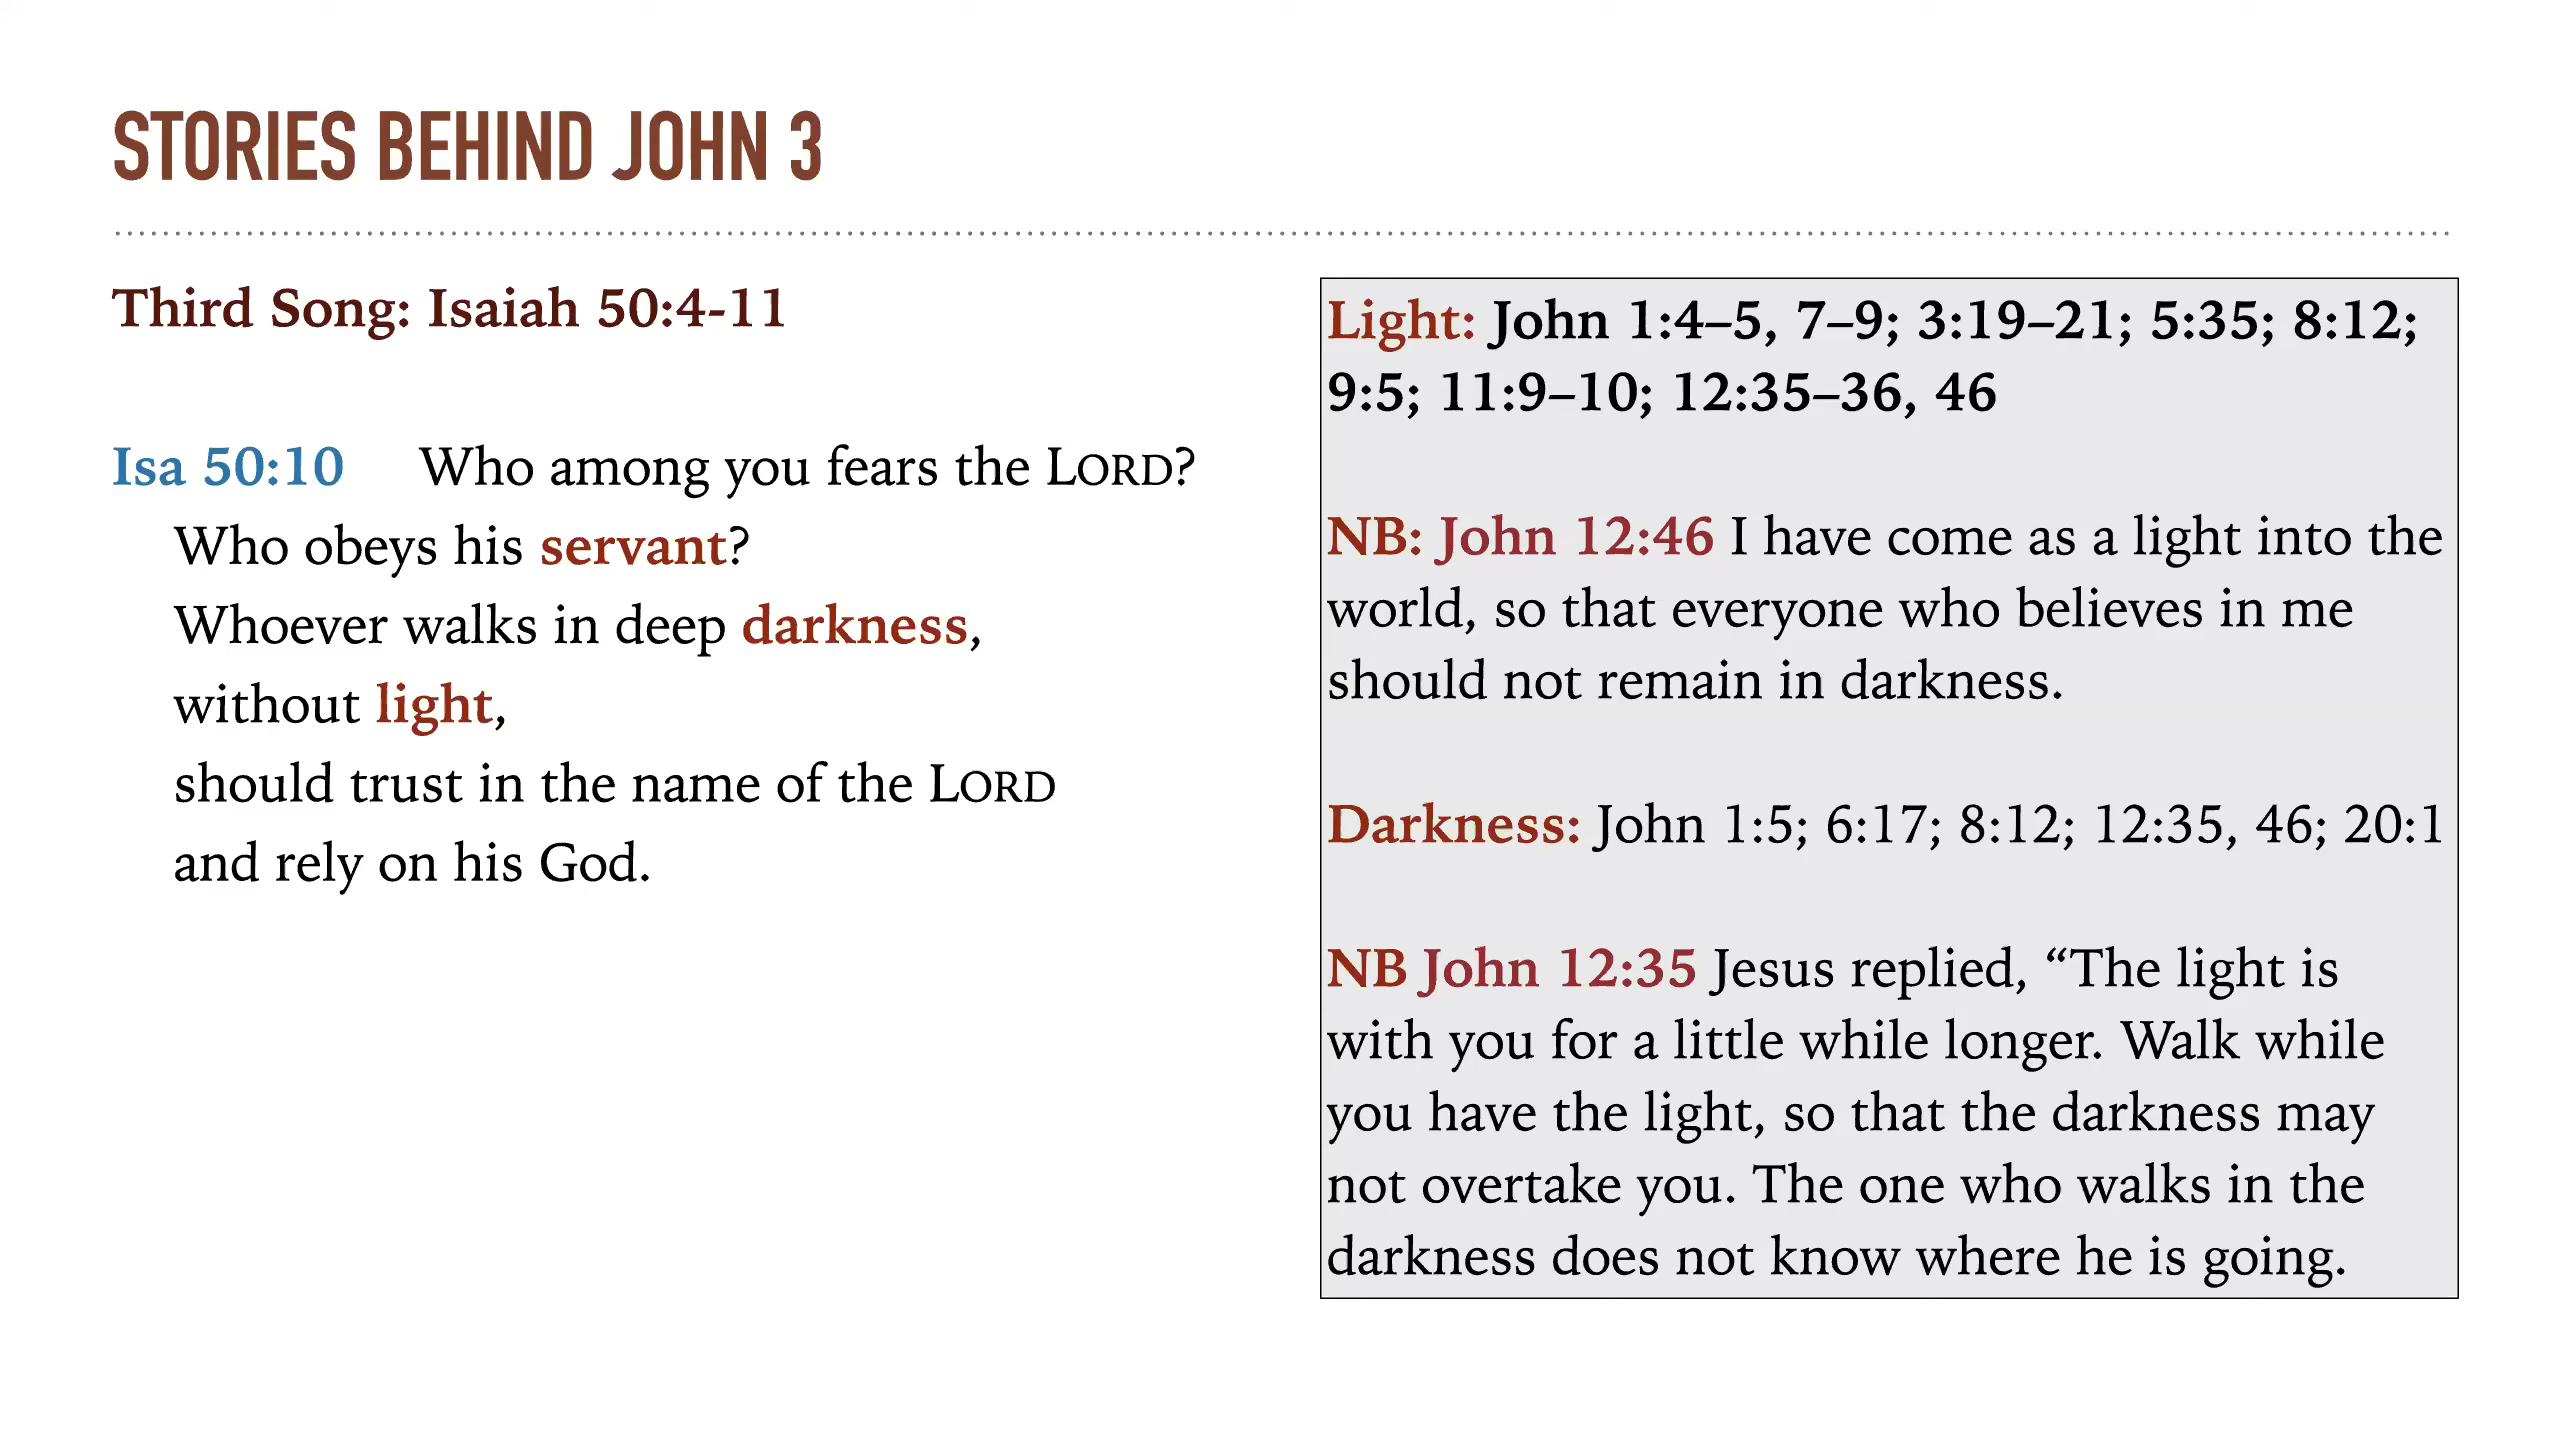 STORIES BEHIND JOHN 3
Third Song: Isaiah 50:4-11
Isa 50:10 Who among you fears the LORD?
Who obeys his servant?
Whoever walks in deep darkness,
without light,
should trust in the name of the LORD
and rely on his God.
Light: John 1:4–5, 7–9; 3:19–21; 5:35; 8:12;
9:5; 11:9–10; 12:35–36, 46
NB: John 12:46 I have come as a light into the
world, so that everyone who believes in me
should not remain in darkness.
Darkness: John 1:5; 6:17; 8:12; 12:35, 46; 20:1
NB John 12:35 Jesus replied, “The light is
with you for a little while longer. Walk while
you have the light, so that the darkness may
not overtake you. The one who walks in the
darkness does not know where he is going.